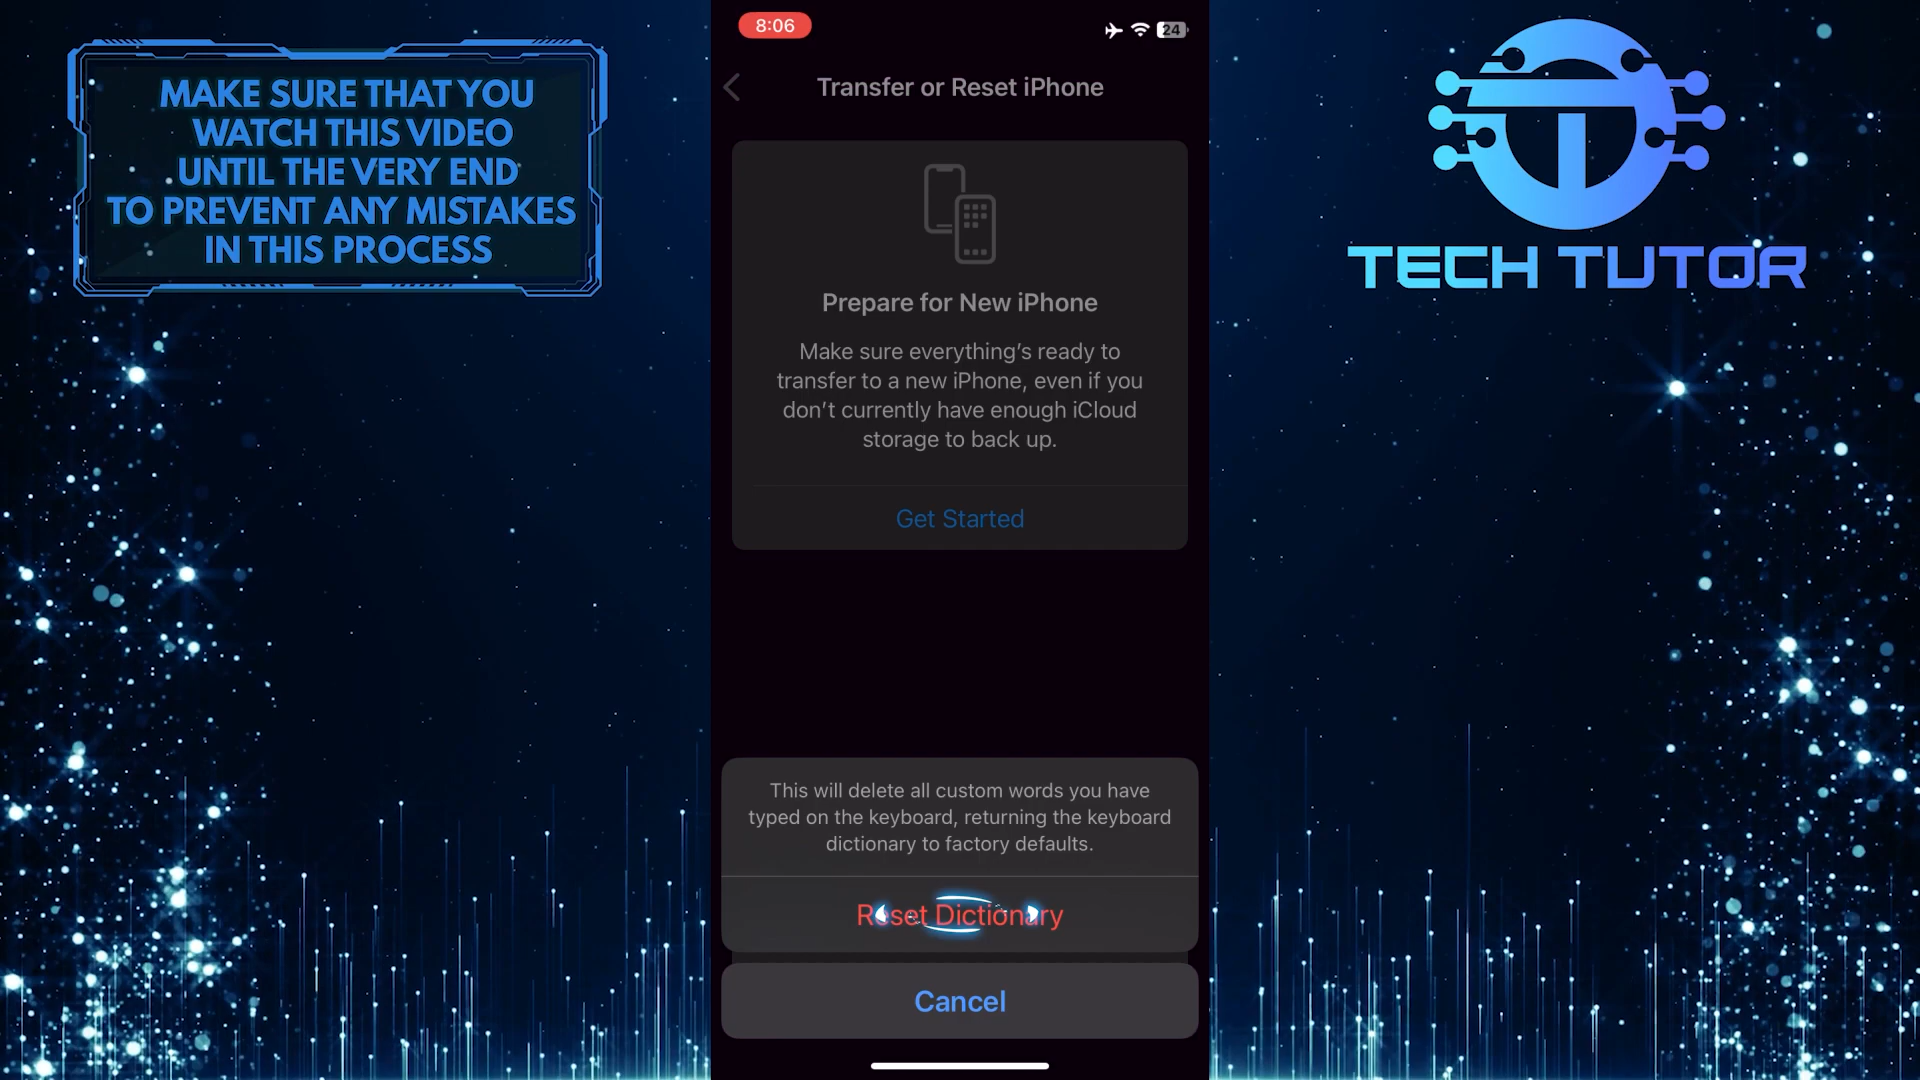 MAKE SURE THAT YOU
WATCH THIS VIDEO
UNTIL THE VERY END
TO PREVENT ANY MISTAKES
IN THIS PROCESS
8:06
24
Transfer or Reset iPhone
Prepare for New iPhone
Make sure everything's ready to
transfer to a new iPhone, even if you
don't currently have enough iCloud
storage to back up.
Get Started
This will delete all custom words you have
typed on the keyboard, returning the keyboard
dictionary to factory defaults.
Reset Dictionary
Cancel
TECH TUTOR